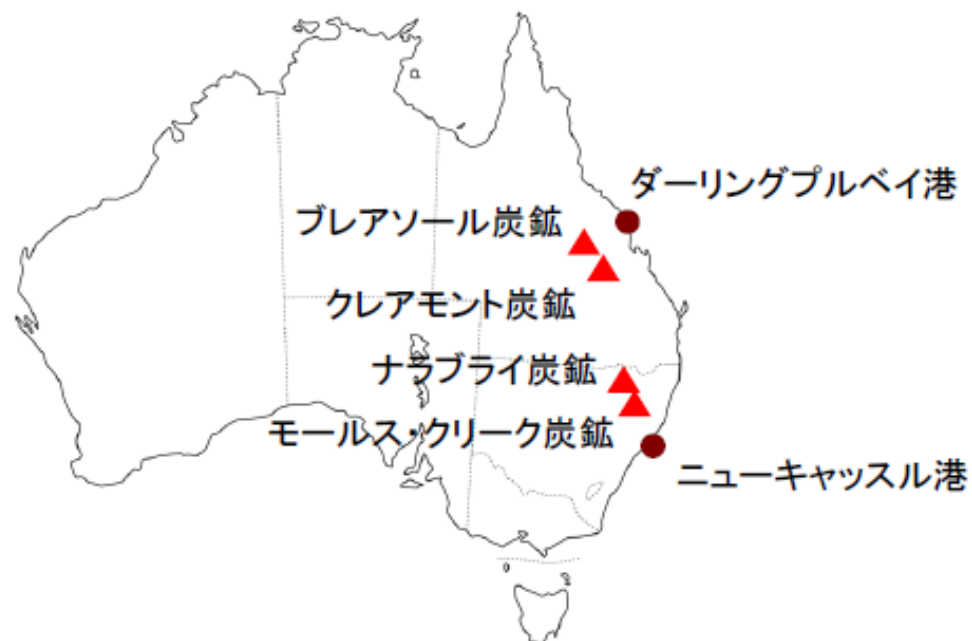 ダーリングプルベイ港
ブレアソール炭鉱
クレアモント炭鉱
ナラブライ炭鉱
モールス・クリーク炭鉱
ニューキャッスル港